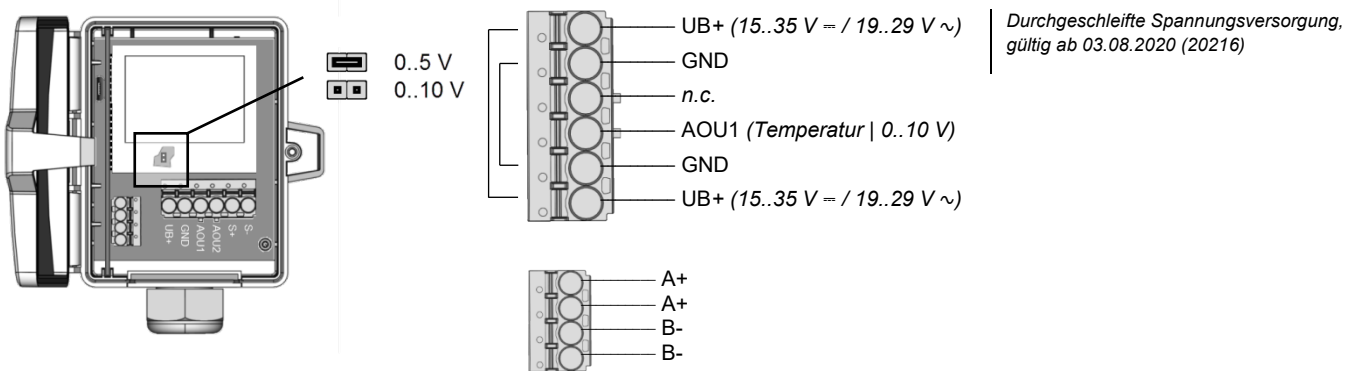 0..5 V
0..10 V
UB+
GND
AOU1
AOU2
S+
S-
UB+ (15..35 V ⎓ / 19..29 V ∿)
GND
n.c.
AOU1 (Temperatur | 0..10 V)
GND
UB+ (15..35 V ⎓ / 19..29 V ∿)
Durchgeschleifte Spannungsversorgung,
gültig ab 03.08.2020 (20216)
A+
A+
B-
B-